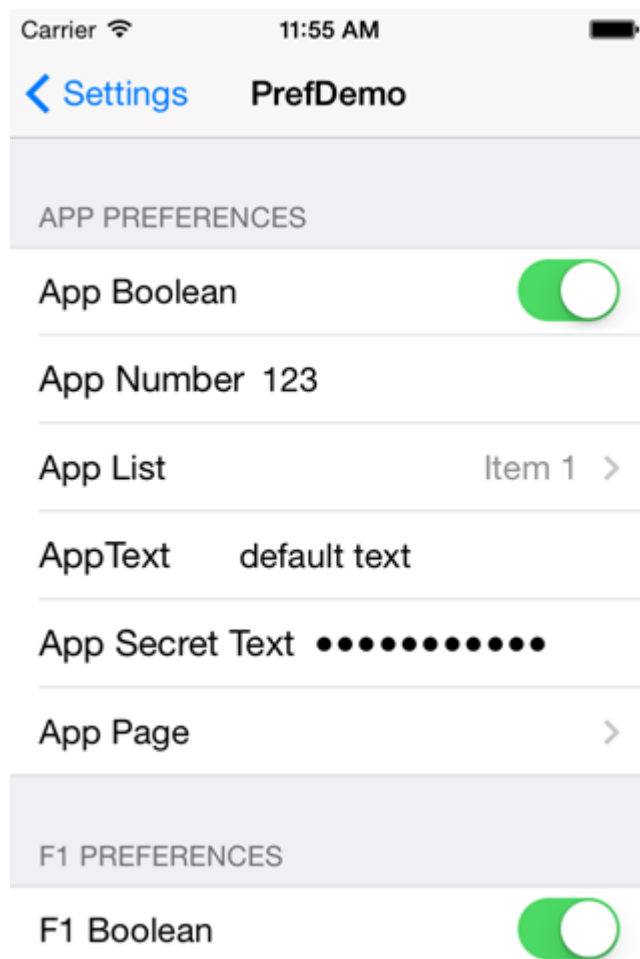 Carrier 11:55 AM
Settings PrefDemo
APP PREFERENCES
App Boolean
App Number 123
App List Item 1
AppText default text
App Secret Text •••••••••••
App Page
F1 PREFERENCES
F1 Boolean